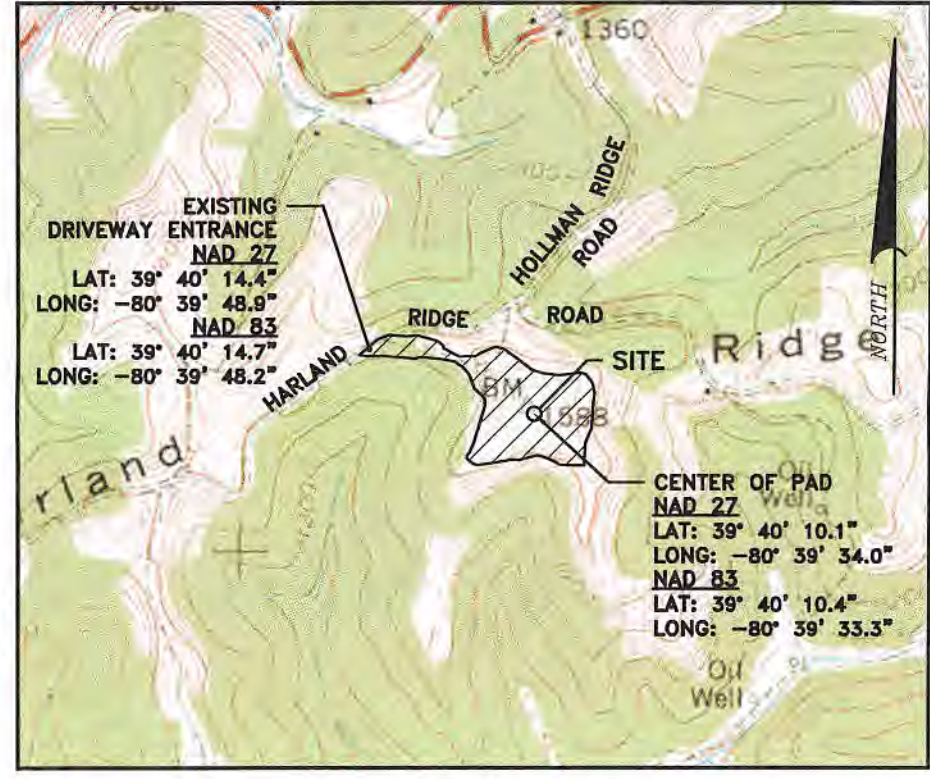 1360
HOLLMAN RIDGE
ROAD
EXISTING
DRIVEWAY ENTRANCE
NAD 27
LAT: 39° 40' 14.4"
LONG: -80° 39' 48.9"
NAD 83
LAT: 39° 40' 14.7"
LONG: -80° 39' 48.2"
HARLAND RIDGE ROAD
NORTH
Ridge
SITE
BM
1588
rland
Oil
Well
CENTER OF PAD
NAD 27
LAT: 39° 40' 10.1"
LONG: -80° 39' 34.0"
NAD 83
LAT: 39° 40' 10.4"
LONG: -80° 39' 33.3"
Oil
Well